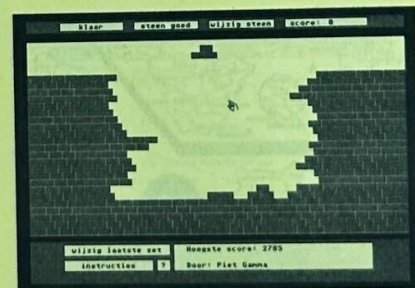 klaar steen goed wijzig steen score: 0
wijzig laatste zet
instructies ?
Hoogste score: 2785
Door: Piet Gamma